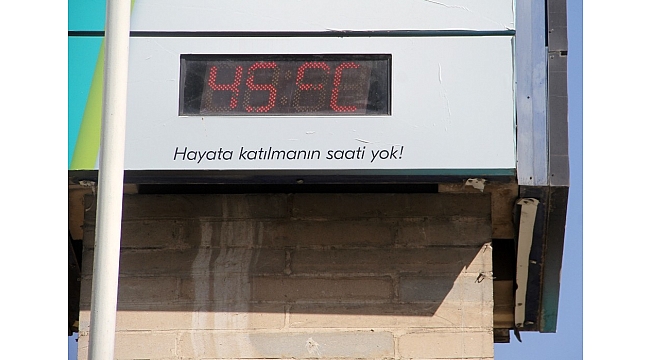 45 °C
Hayata katılmanın saati yok!